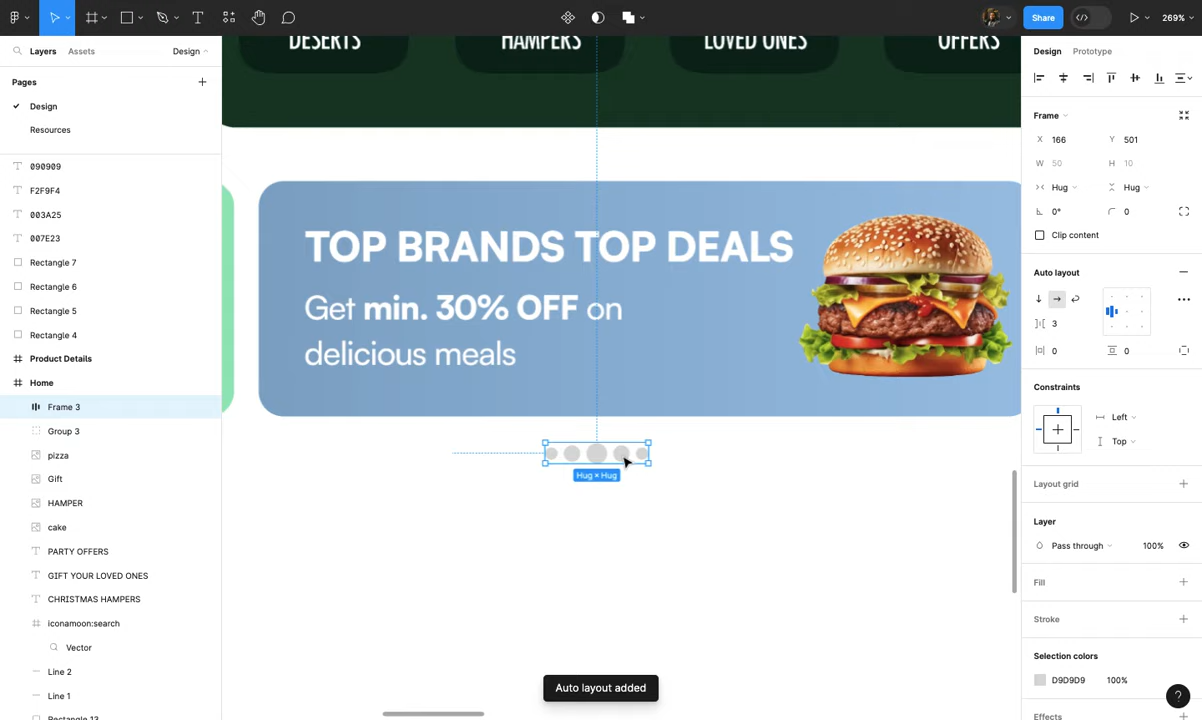 Share
269%
Layers
Assets
Design
Pages
Design
Resources
090909
F2F9F4
003A25
007E23
Rectangle 7
Rectangle 6
Rectangle 5
Rectangle 4
Product Details
Home
Frame 3
Group 3
pizza
Gift
HAMPER
cake
PARTY OFFERS
GIFT YOUR LOVED ONES
CHRISTMAS HAMPERS
iconamoon:search
Vector
Line 2
Line 1
Rectangle 13
DESERTS
HAMPERS
LOVED ONES
OFFERS
TOP BRANDS TOP DEALS
Get min. 30% OFF on
delicious meals
Hug × Hug
Auto layout added
Design
Prototype
Frame
X 166 Y 501
W 50 H 10
Hug Hug
0° 0
Clip content
Auto layout
3
0 0
Constraints
Left
Top
Layout grid
Layer
Pass through 100%
Fill
Stroke
Selection colors
D9D9D9 100%
Effects
?